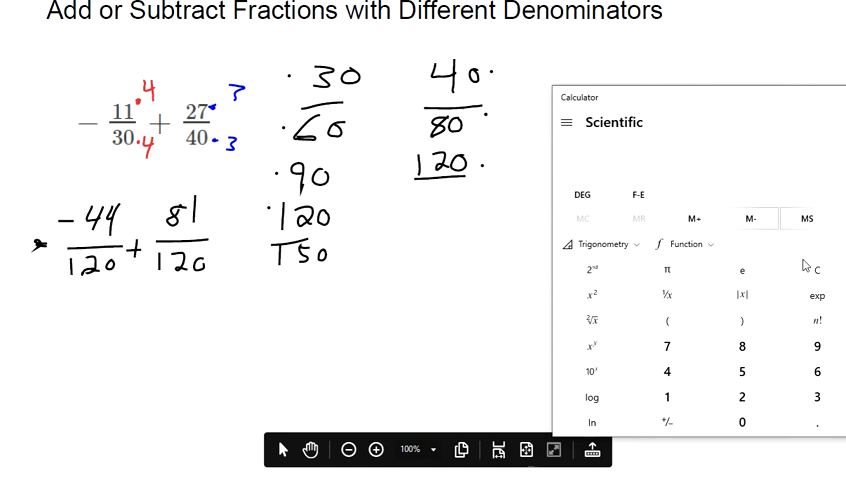 Add or Subtract Fractions with Different Denominators
− 11·4/30·4 + 27·3/40·3
−44/120 + 81/120
·30
·60
·90
·120
150
40·
80·
120·
Calculator
Scientific
DEG F-E
MC MR M+ M- MS
Trigonometry f Function
2ⁿᵈ π e C
x² ¹/x |x| exp
²√x ( ) n!
xʸ 7 8 9
10ˣ 4 5 6
log 1 2 3
ln +/- 0 .
100%